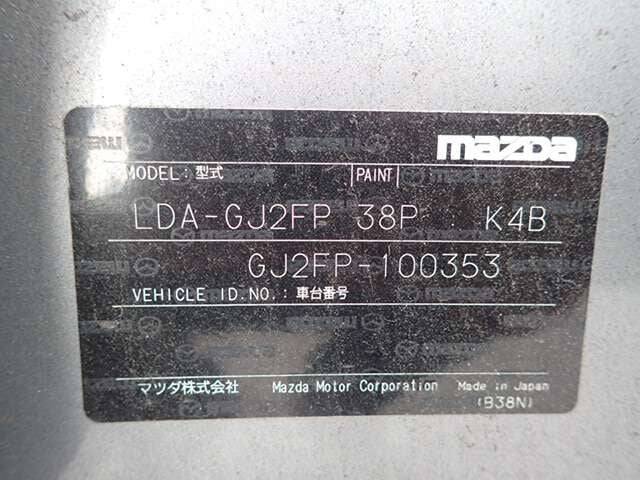 mazda
MODEL:型式 PAINT
LDA-GJ2FP 38P K4B
GJ2FP-100353
VEHICLE ID.NO.:車台番号
マツダ株式会社 Mazda Motor Corporation Made in Japan
(B38N)